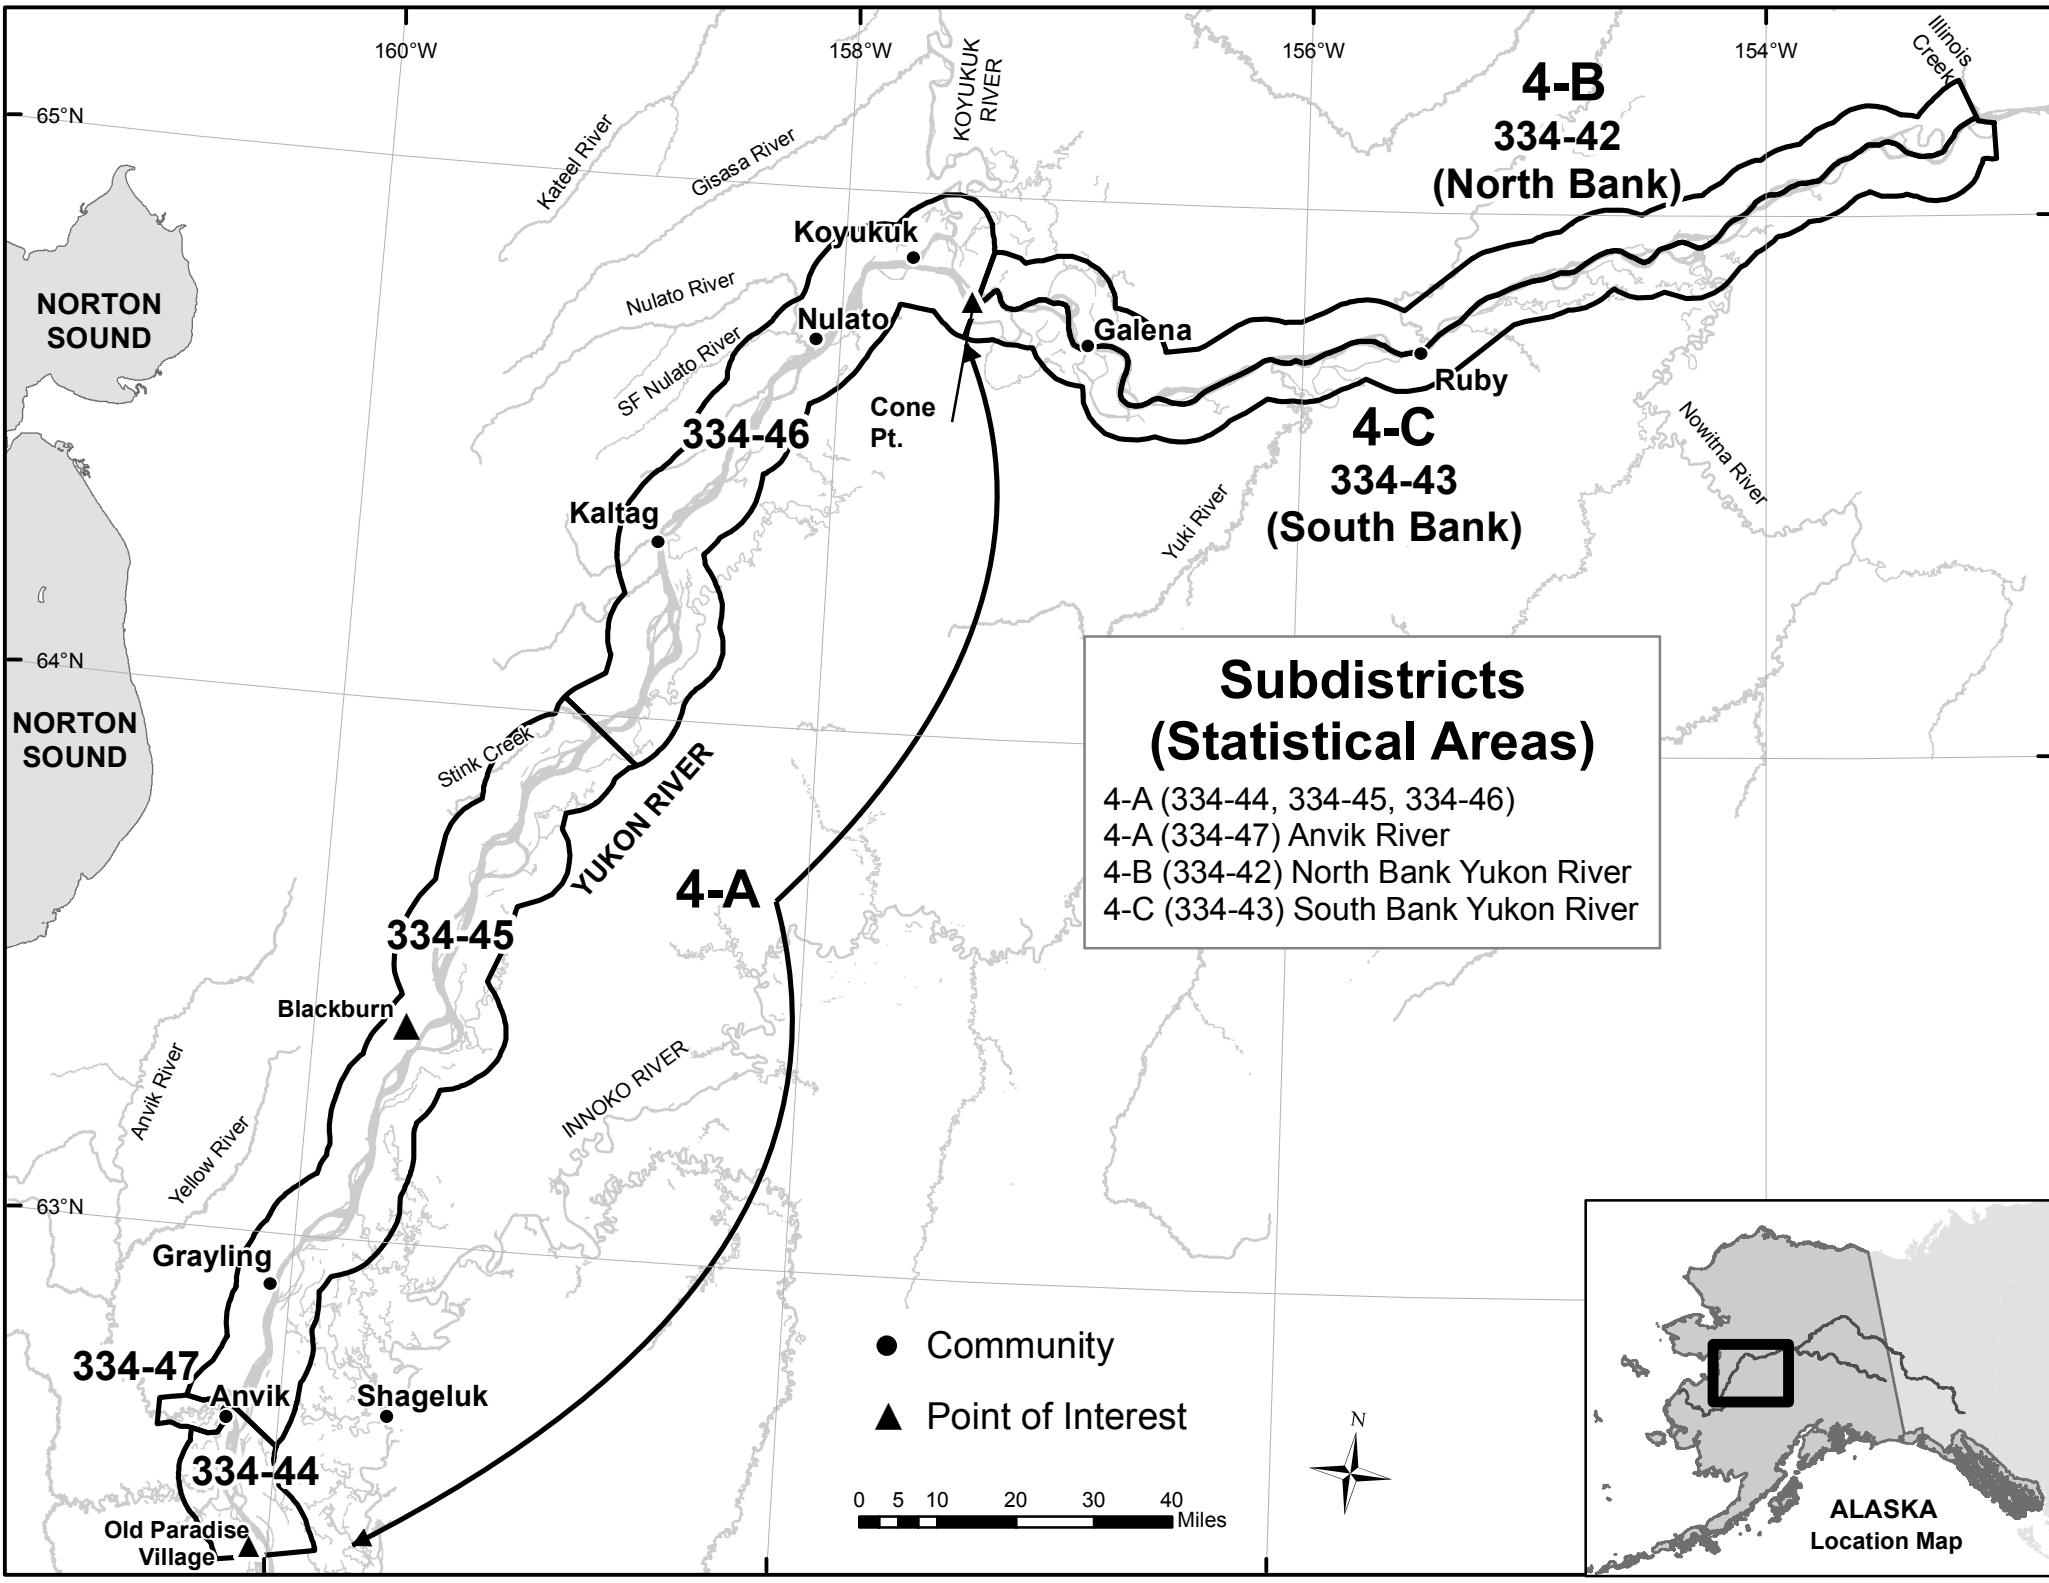 160°W
158°W
156°W
154°W
Illinois
Creek
65°N
KOYUKUK
RIVER
4-B
334-42
(North Bank)
Kateel River
Gisasa River
Koyukuk
NORTON
SOUND
Nulato River
Nulato
Galena
SF Nulato River
Ruby
Cone
Pt.
334-46
4-C
334-43
(South Bank)
Nowitna River
Yuki River
Kaltag
64°N
NORTON
SOUND
Stink Creek
YUKON RIVER
Subdistricts
(Statistical Areas)
4-A (334-44, 334-45, 334-46)
4-A (334-47) Anvik River
4-B (334-42) North Bank Yukon River
4-C (334-43) South Bank Yukon River
4-A
334-45
Blackburn
Anvik River
INNOKO RIVER
Yellow River
63°N
Grayling
334-47
Anvik
Shageluk
334-44
Old Paradise
Village
Community
Point of Interest
N
0 5 10 20 30 40
Miles
ALASKA
Location Map